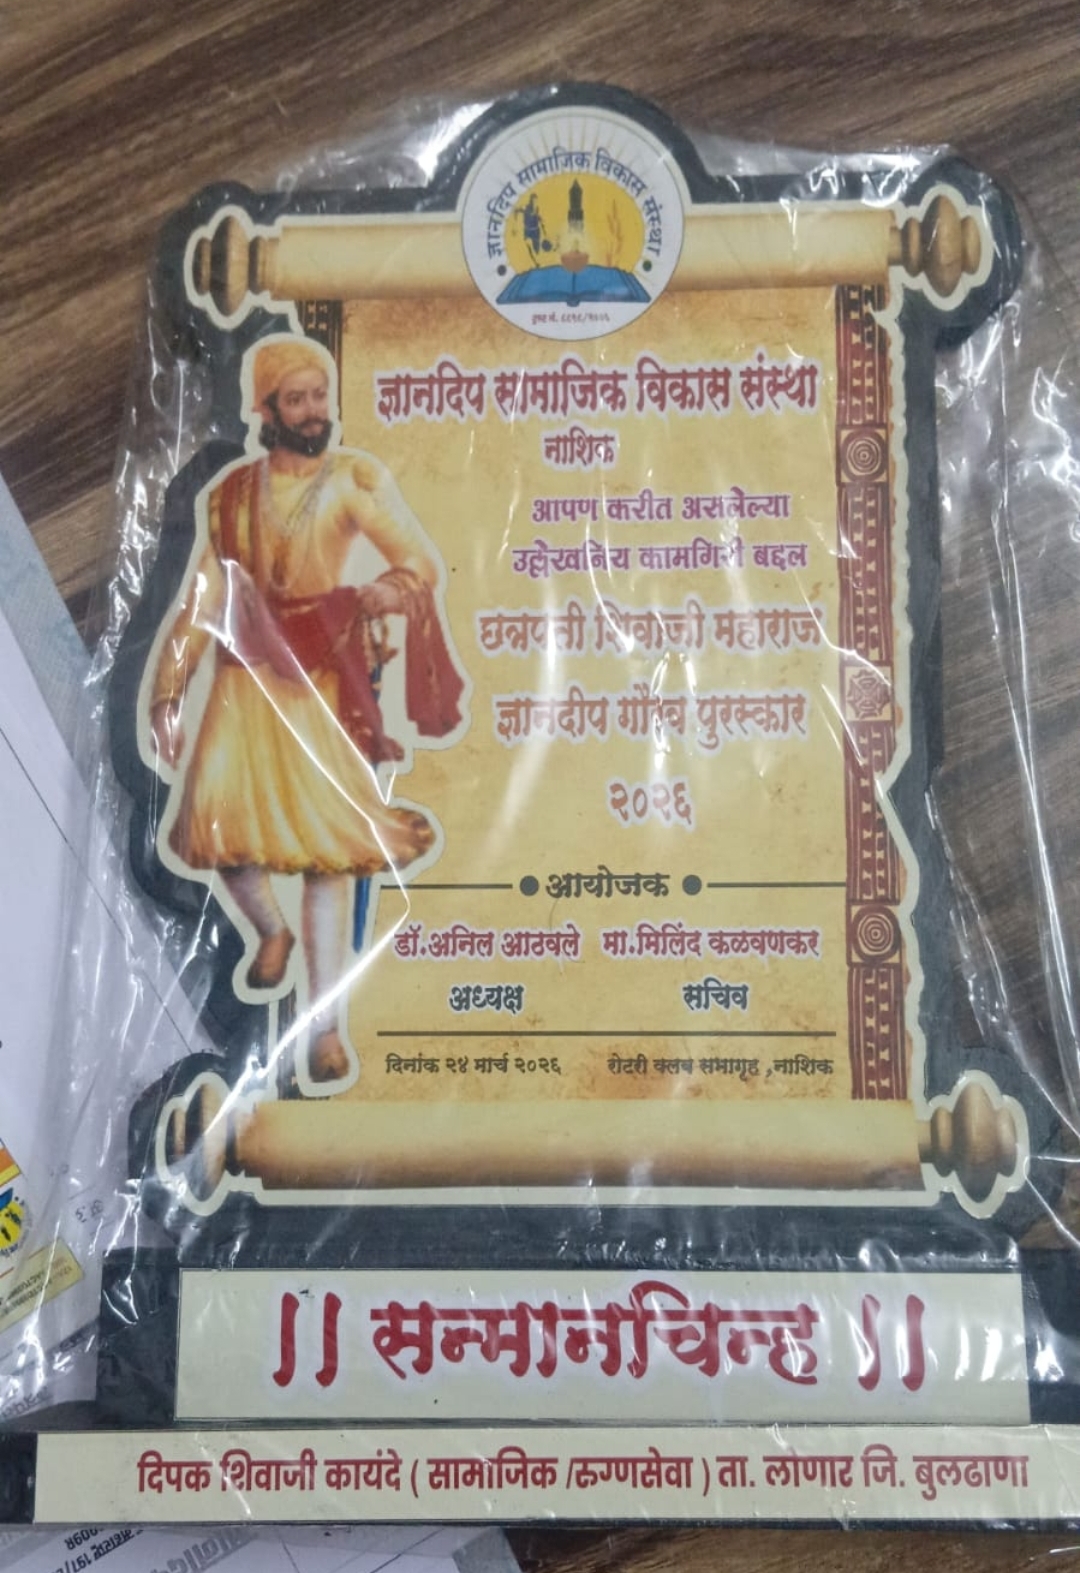 ज्ञानदिप सामाजिक विकास संस्था
ज्ञानदिप सामाजिक विकास संस्था
नाशिक
आपण करीत असलेल्या
उल्लेखनिय कामगिरी बद्दल
छत्रपती शिवाजी महाराज
ज्ञानदीप गौरव पुरस्कार
२०२६
आयोजक
डॉ.अनिल आठवले मा.मिलिंद कळवणकर
अध्यक्ष सचिव
दिनांक २४ मार्च २०२६ रोटरी क्लब सभागृह ,नाशिक
|| सन्मानचिन्ह ||
दिपक शिवाजी कायंदे ( सामाजिक /रुग्णसेवा ) ता. लोणार जि. बुलढाणा